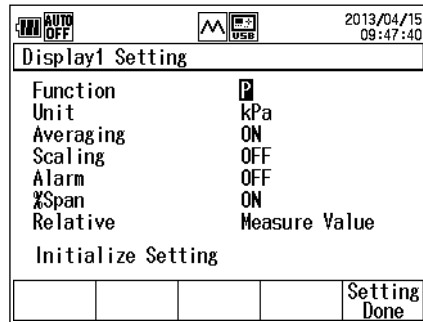 AUTO OFF USB 2013/04/15
09:47:40
Display1 Setting
Function P
Unit kPa
Averaging ON
Scaling OFF
Alarm OFF
%Span ON
Relative Measure Value
Initialize Setting
Setting
Done